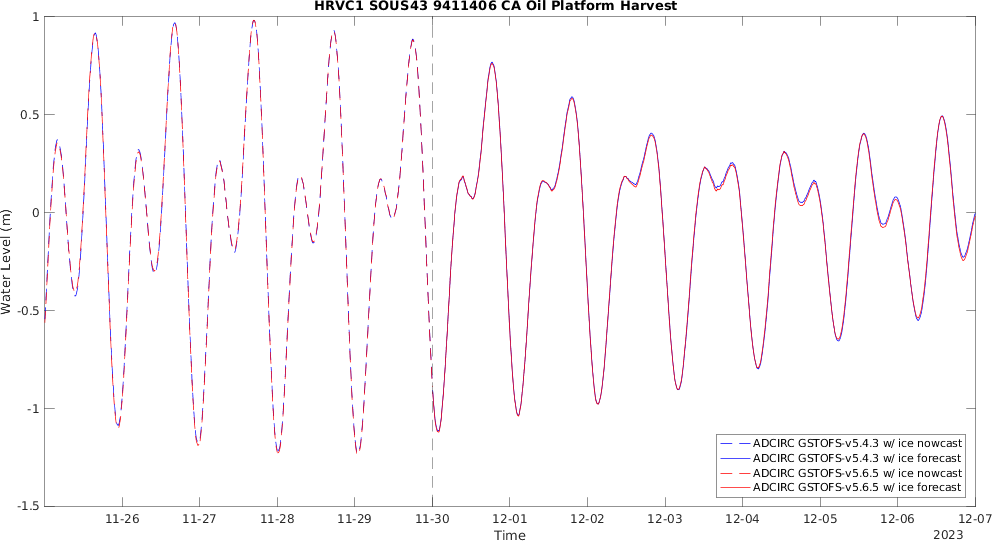 HRVC1 SOUS43 9411406 CA Oil Platform Harvest
1
0.5
0
-0.5
-1
-1.5
Water Level (m)
ADCIRC GSTOFS-v5.4.3 w/ ice nowcast
ADCIRC GSTOFS-v5.4.3 w/ ice forecast
ADCIRC GSTOFS-v5.6.5 w/ ice nowcast
ADCIRC GSTOFS-v5.6.5 w/ ice forecast
11-26 11-27 11-28 11-29 11-30 12-01 12-02 12-03 12-04 12-05 12-06 12-07
Time
2023